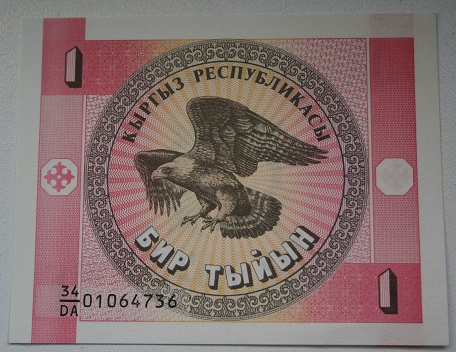 1
КЫРГЫЗ РЕСПУБЛИКАСЫ
БИР ТЫЙЫН
34
DA 01064736
1